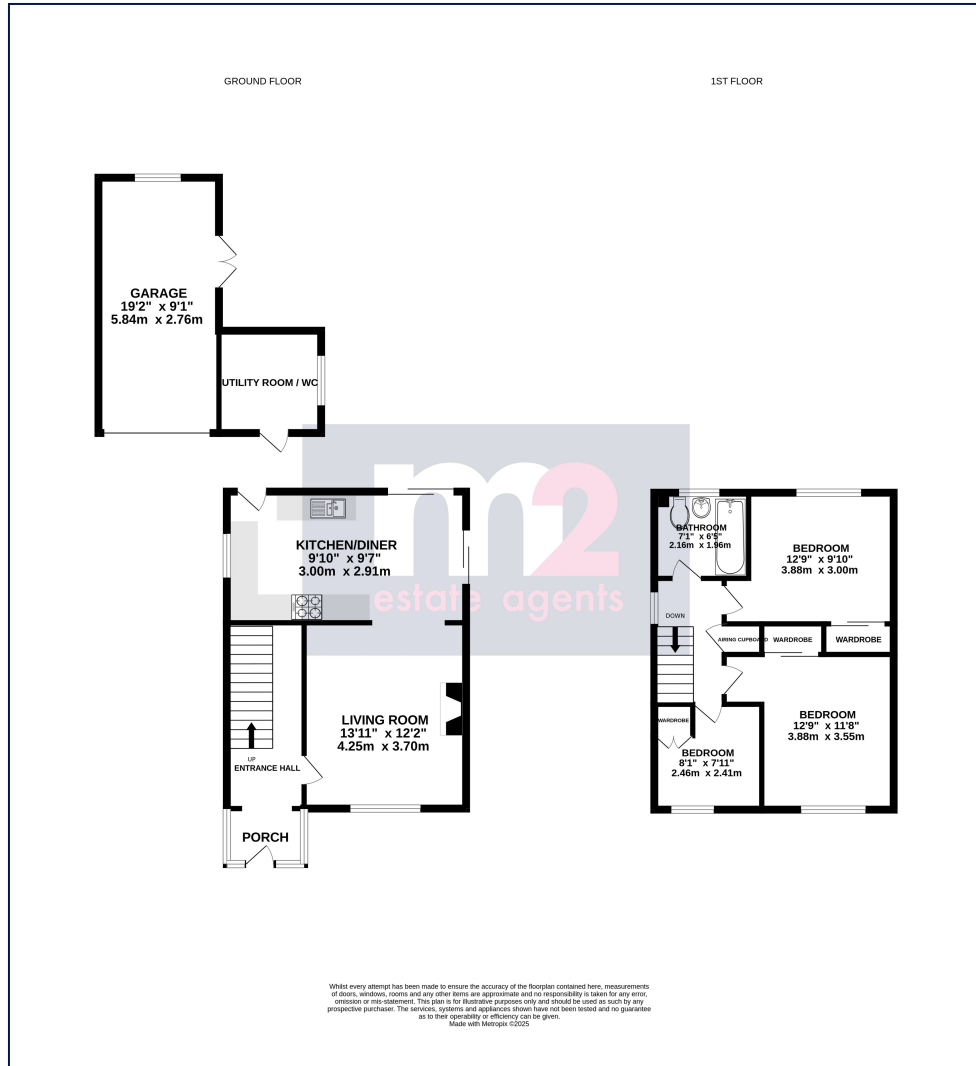 GROUND FLOOR
1ST FLOOR
GARAGE
19'2" x 9'1"
5.84m x 2.76m
UTILITY ROOM / WC
m2
estate agents
KITCHEN/DINER
9'10" x 9'7"
3.00m x 2.91m
LIVING ROOM
13'11" x 12'2"
4.25m x 3.70m
UP
ENTRANCE HALL
PORCH
BATHROOM
7'1" x 6'5"
2.16m x 1.96m
BEDROOM
12'9" x 9'10"
3.88m x 3.00m
DOWN
AIRING CUPBOARD
WARDROBE
WARDROBE
BEDROOM
12'9" x 11'8"
3.88m x 3.55m
WARDROBE
BEDROOM
8'1" x 7'11"
2.46m x 2.41m
Whilst every attempt has been made to ensure the accuracy of the floorplan contained here, measurements
of doors, windows, rooms and any other items are approximate and no responsibility is taken for any error,
omission or mis-statement. This plan is for illustrative purposes only and should be used as such by any
prospective purchaser. The services, systems and appliances shown have not been tested and no guarantee
as to their operability or efficiency can be given.
Made with Metropix ©2025